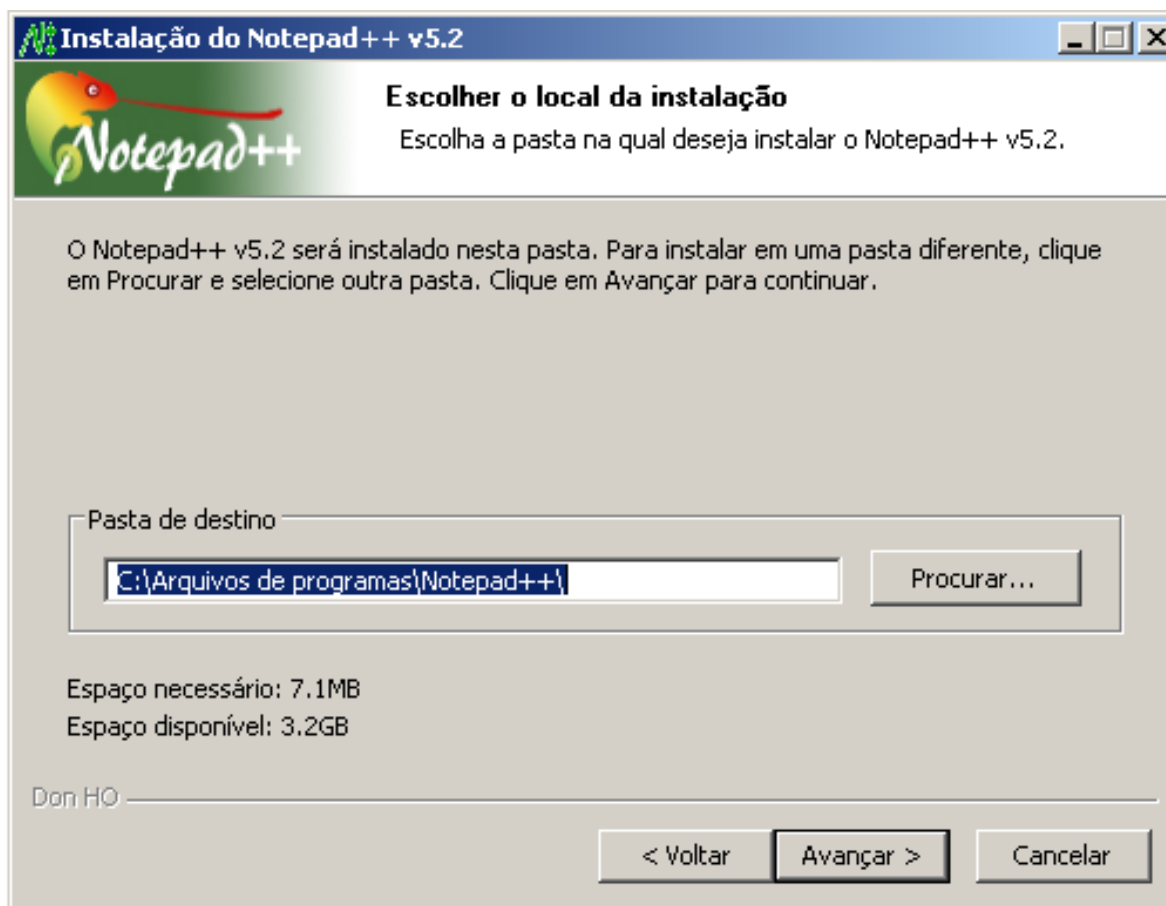 Instalação do Notepad++ v5.2
Notepad++
Escolher o local da instalação
Escolha a pasta na qual deseja instalar o Notepad++ v5.2.
O Notepad++ v5.2 será instalado nesta pasta. Para instalar em uma pasta diferente, clique
em Procurar e selecione outra pasta. Clique em Avançar para continuar.
Pasta de destino
C:\Arquivos de programas\Notepad++\
Procurar...
Espaço necessário: 7.1MB
Espaço disponível: 3.2GB
Don HO
< Voltar
Avançar >
Cancelar